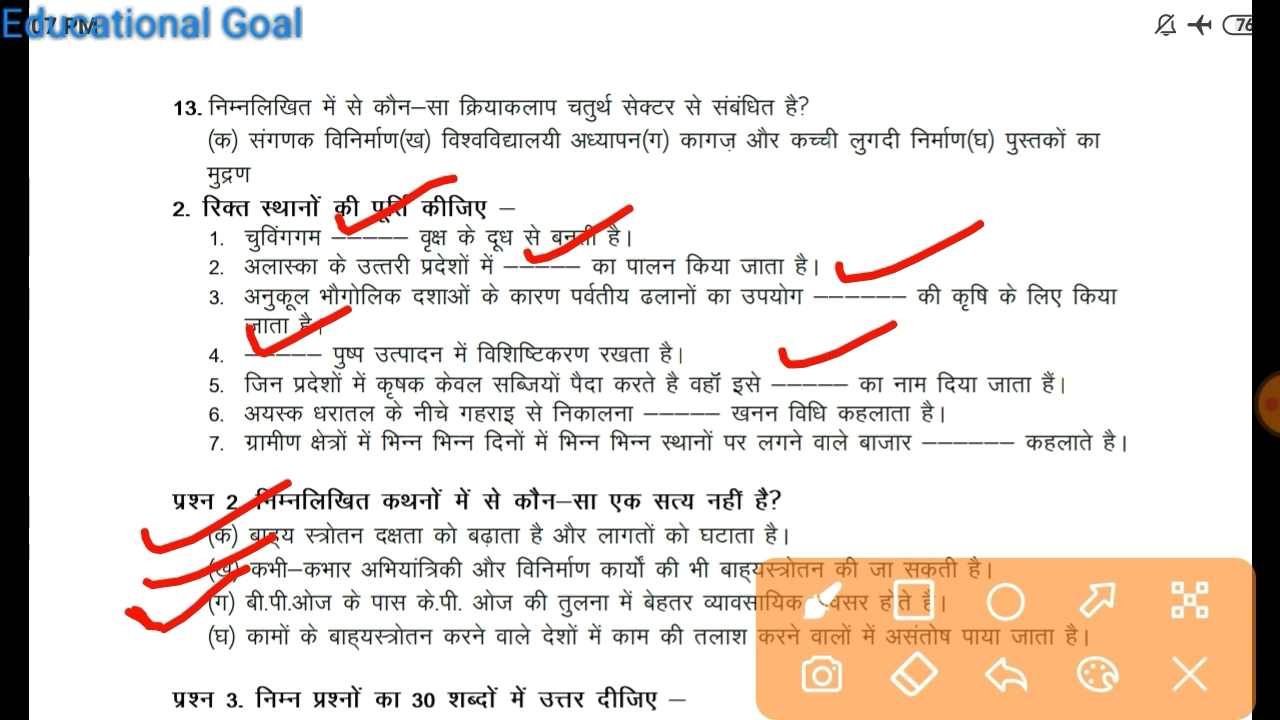 Educational Goal
07 PM
76
13. निम्नलिखित में से कौन–सा क्रियाकलाप चतुर्थ सेक्टर से संबंधित है?
(क) संगणक विनिर्माण(ख) विश्वविद्यालयी अध्यापन(ग) कागज़ और कच्ची लुगदी निर्माण(घ) पुस्तकों का
मुद्रण
2. रिक्त स्थानों की पूर्ति कीजिए –
1. चुविंगगम ––––– वृक्ष के दूध से बनती है।
2. अलास्का के उत्तरी प्रदेशों में ––––– का पालन किया जाता है।
3. अनुकूल भौगोलिक दशाओं के कारण पर्वतीय ढलानों का उपयोग –––––– की कृषि के लिए किया
जाता है।
4. ––––– पुष्प उत्पादन में विशिष्टिकरण रखता है।
5. जिन प्रदेशों में कृषक केवल सब्जियों पैदा करते है वहॉ इसे ––––– का नाम दिया जाता हैं।
6. अयस्क धरातल के नीचे गहराइ से निकालना ––––– खनन विधि कहलाता है।
7. ग्रामीण क्षेत्रों में भिन्न भिन्न दिनों में भिन्न भिन्न स्थानों पर लगने वाले बाजार –––––– कहलाते है।
प्रश्न 2. निम्नलिखित कथनों में से कौन–सा एक सत्य नहीं है?
(क) बाह्य स्त्रोतन दक्षता को बढ़ाता है और लागतों को घटाता है।
(ख) कभी–कभार अभियांत्रिकी और विनिर्माण कार्यों की भी बाह्यस्त्रोतन की जा सकती है।
(ग) बी.पी.ओज के पास के.पी. ओज की तुलना में बेहतर व्यावसायिक अवसर होते है।
(घ) कामों के बाह्यस्त्रोतन करने वाले देशों में काम की तलाश करने वालों में असंतोष पाया जाता है।
प्रश्न 3. निम्न प्रश्नों का 30 शब्दों में उत्तर दीजिए –